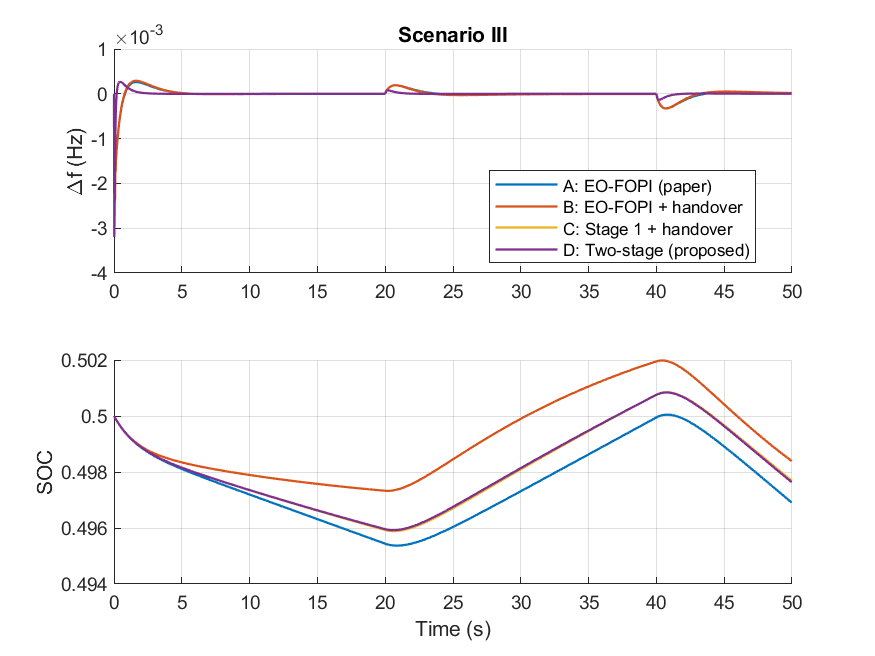 Scenario III
×10-3
1
0
-1
-2
-3
-4
Δf (Hz)
A: EO-FOPI (paper)
B: EO-FOPI + handover
C: Stage 1 + handover
D: Two-stage (proposed)
0 5 10 15 20 25 30 35 40 45 50
0.502
0.5
0.498
0.496
0.494
SOC
0 5 10 15 20 25 30 35 40 45 50
Time (s)